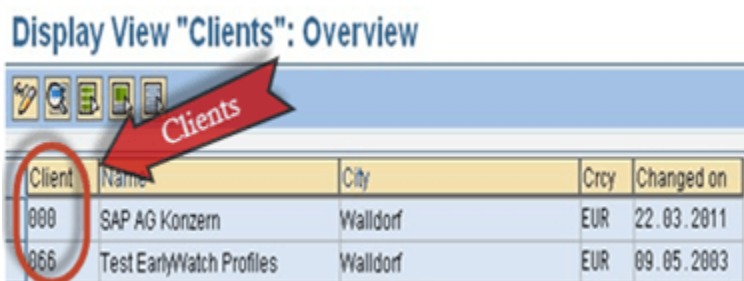 Display View "Clients": Overview
Clients
Client Name City Crcy Changed on
000 SAP AG Konzern Walldorf EUR 22.03.2011
066 Test EarlyWatch Profiles Walldorf EUR 09.05.2003